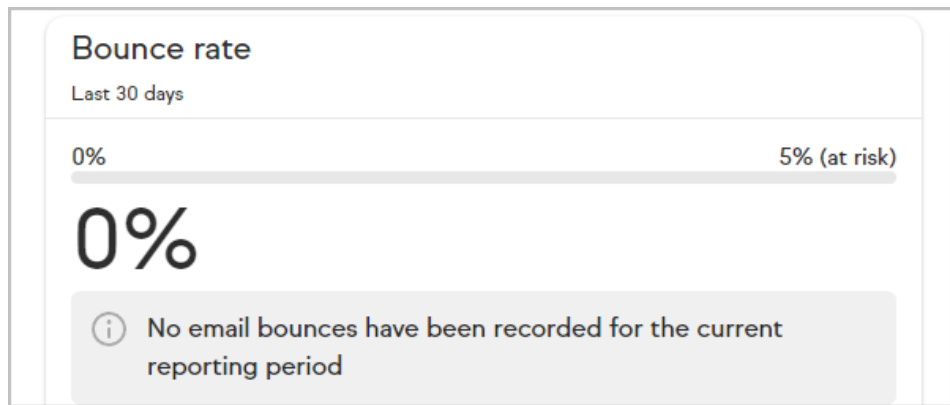 Bounce rate
Last 30 days
0% 5% (at risk)
0%
No email bounces have been recorded for the current
reporting period